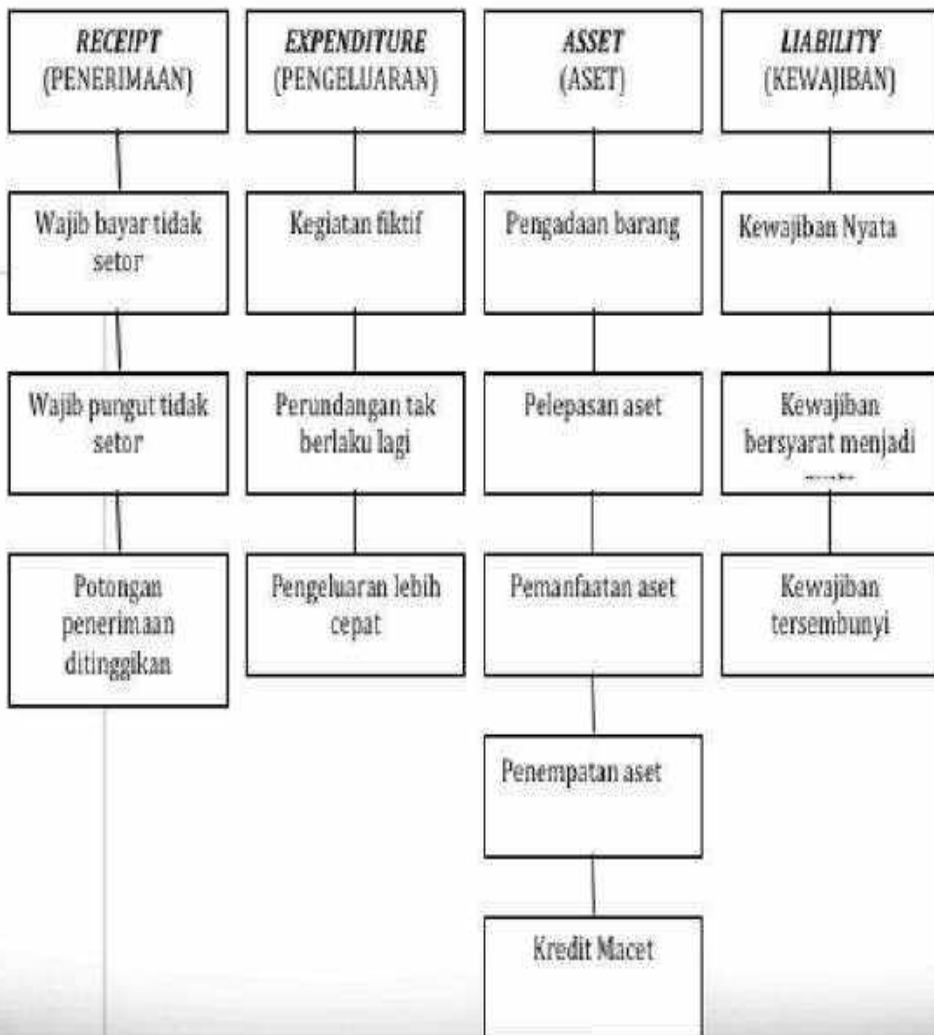 RECEIPT
(PENERIMAAN)
Wajib bayar tidak
setor
Wajib pungut tidak
setor
Potongan
penerimaan
ditinggikan
EXPENDITURE
(PENGELUARAN)
Kegiatan fiktif
Perundangan tak
berlaku lagi
Pengeluaran lebih
cepat
ASSET
(ASET)
Pengadaan barang
Pelepasan aset
Pemanfaatan aset
Penempatan aset
Kredit Macet
LIABILITY
(KEWAJIBAN)
Kewajiban Nyata
Kewajiban
bersyarat menjadi
Kewajiban
tersembunyi